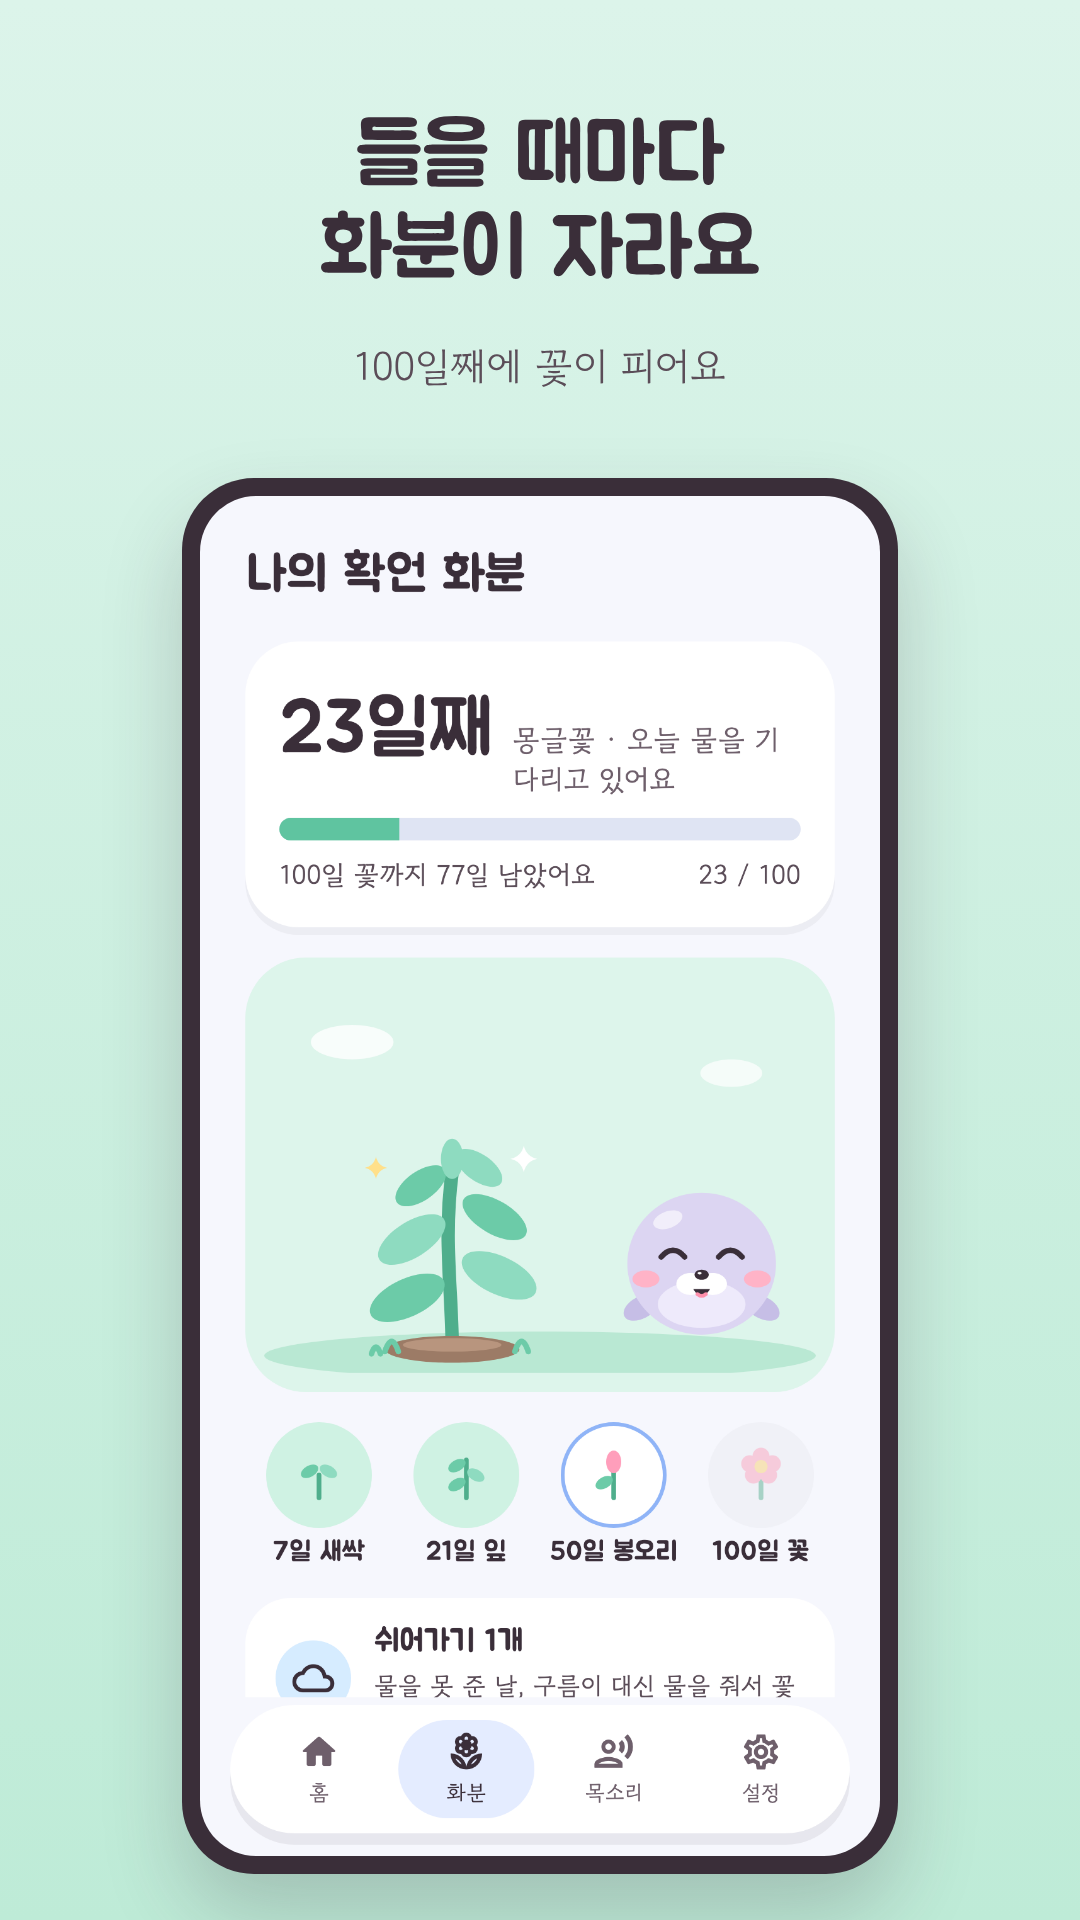 들을 때마다
화분이 자라요
100일째에 꽃이 피어요
나의 확언 화분
23일째
몽글꽃 · 오늘 물을 기
다리고 있어요
100일 꽃까지 77일 남았어요
23 / 100
7일 새싹
21일 잎
50일 봉오리
100일 꽃
쉬어가기 1개
물을 못 준 날, 구름이 대신 물을 줘서 꽃
홈
화분
목소리
설정